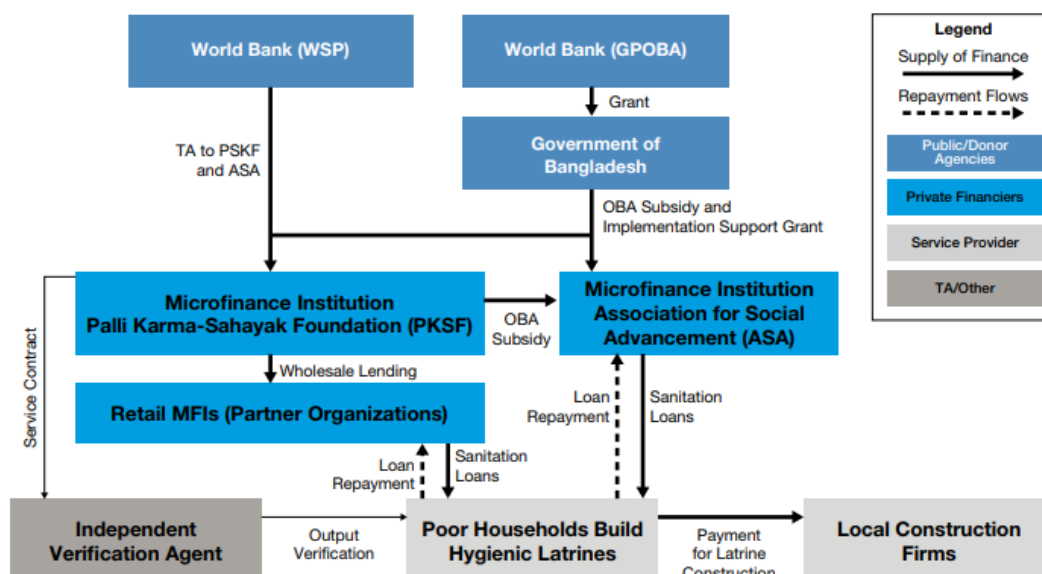 World Bank (WSP)
World Bank (GPOBA)
Grant
TA to PSKF
and ASA
Government of
Bangladesh
OBA Subsidy and
Implementation Support Grant
Microfinance Institution
Palli Karma-Sahayak Foundation (PKSF)
OBA
Subsidy
Microfinance Institution
Association for Social
Advancement (ASA)
Service Contract
Wholesale Lending
Retail MFIs (Partner Organizations)
Loan
Repayment
Sanitation
Loans
Loan
Repayment
Sanitation
Loans
Independent
Verification Agent
Output
Verification
Poor Households Build
Hygienic Latrines
Payment
for Latrine
Construction
Local Construction
Firms
Legend
Supply of Finance
Repayment Flows
Public/Donor
Agencies
Private Financiers
Service Provider
TA/Other